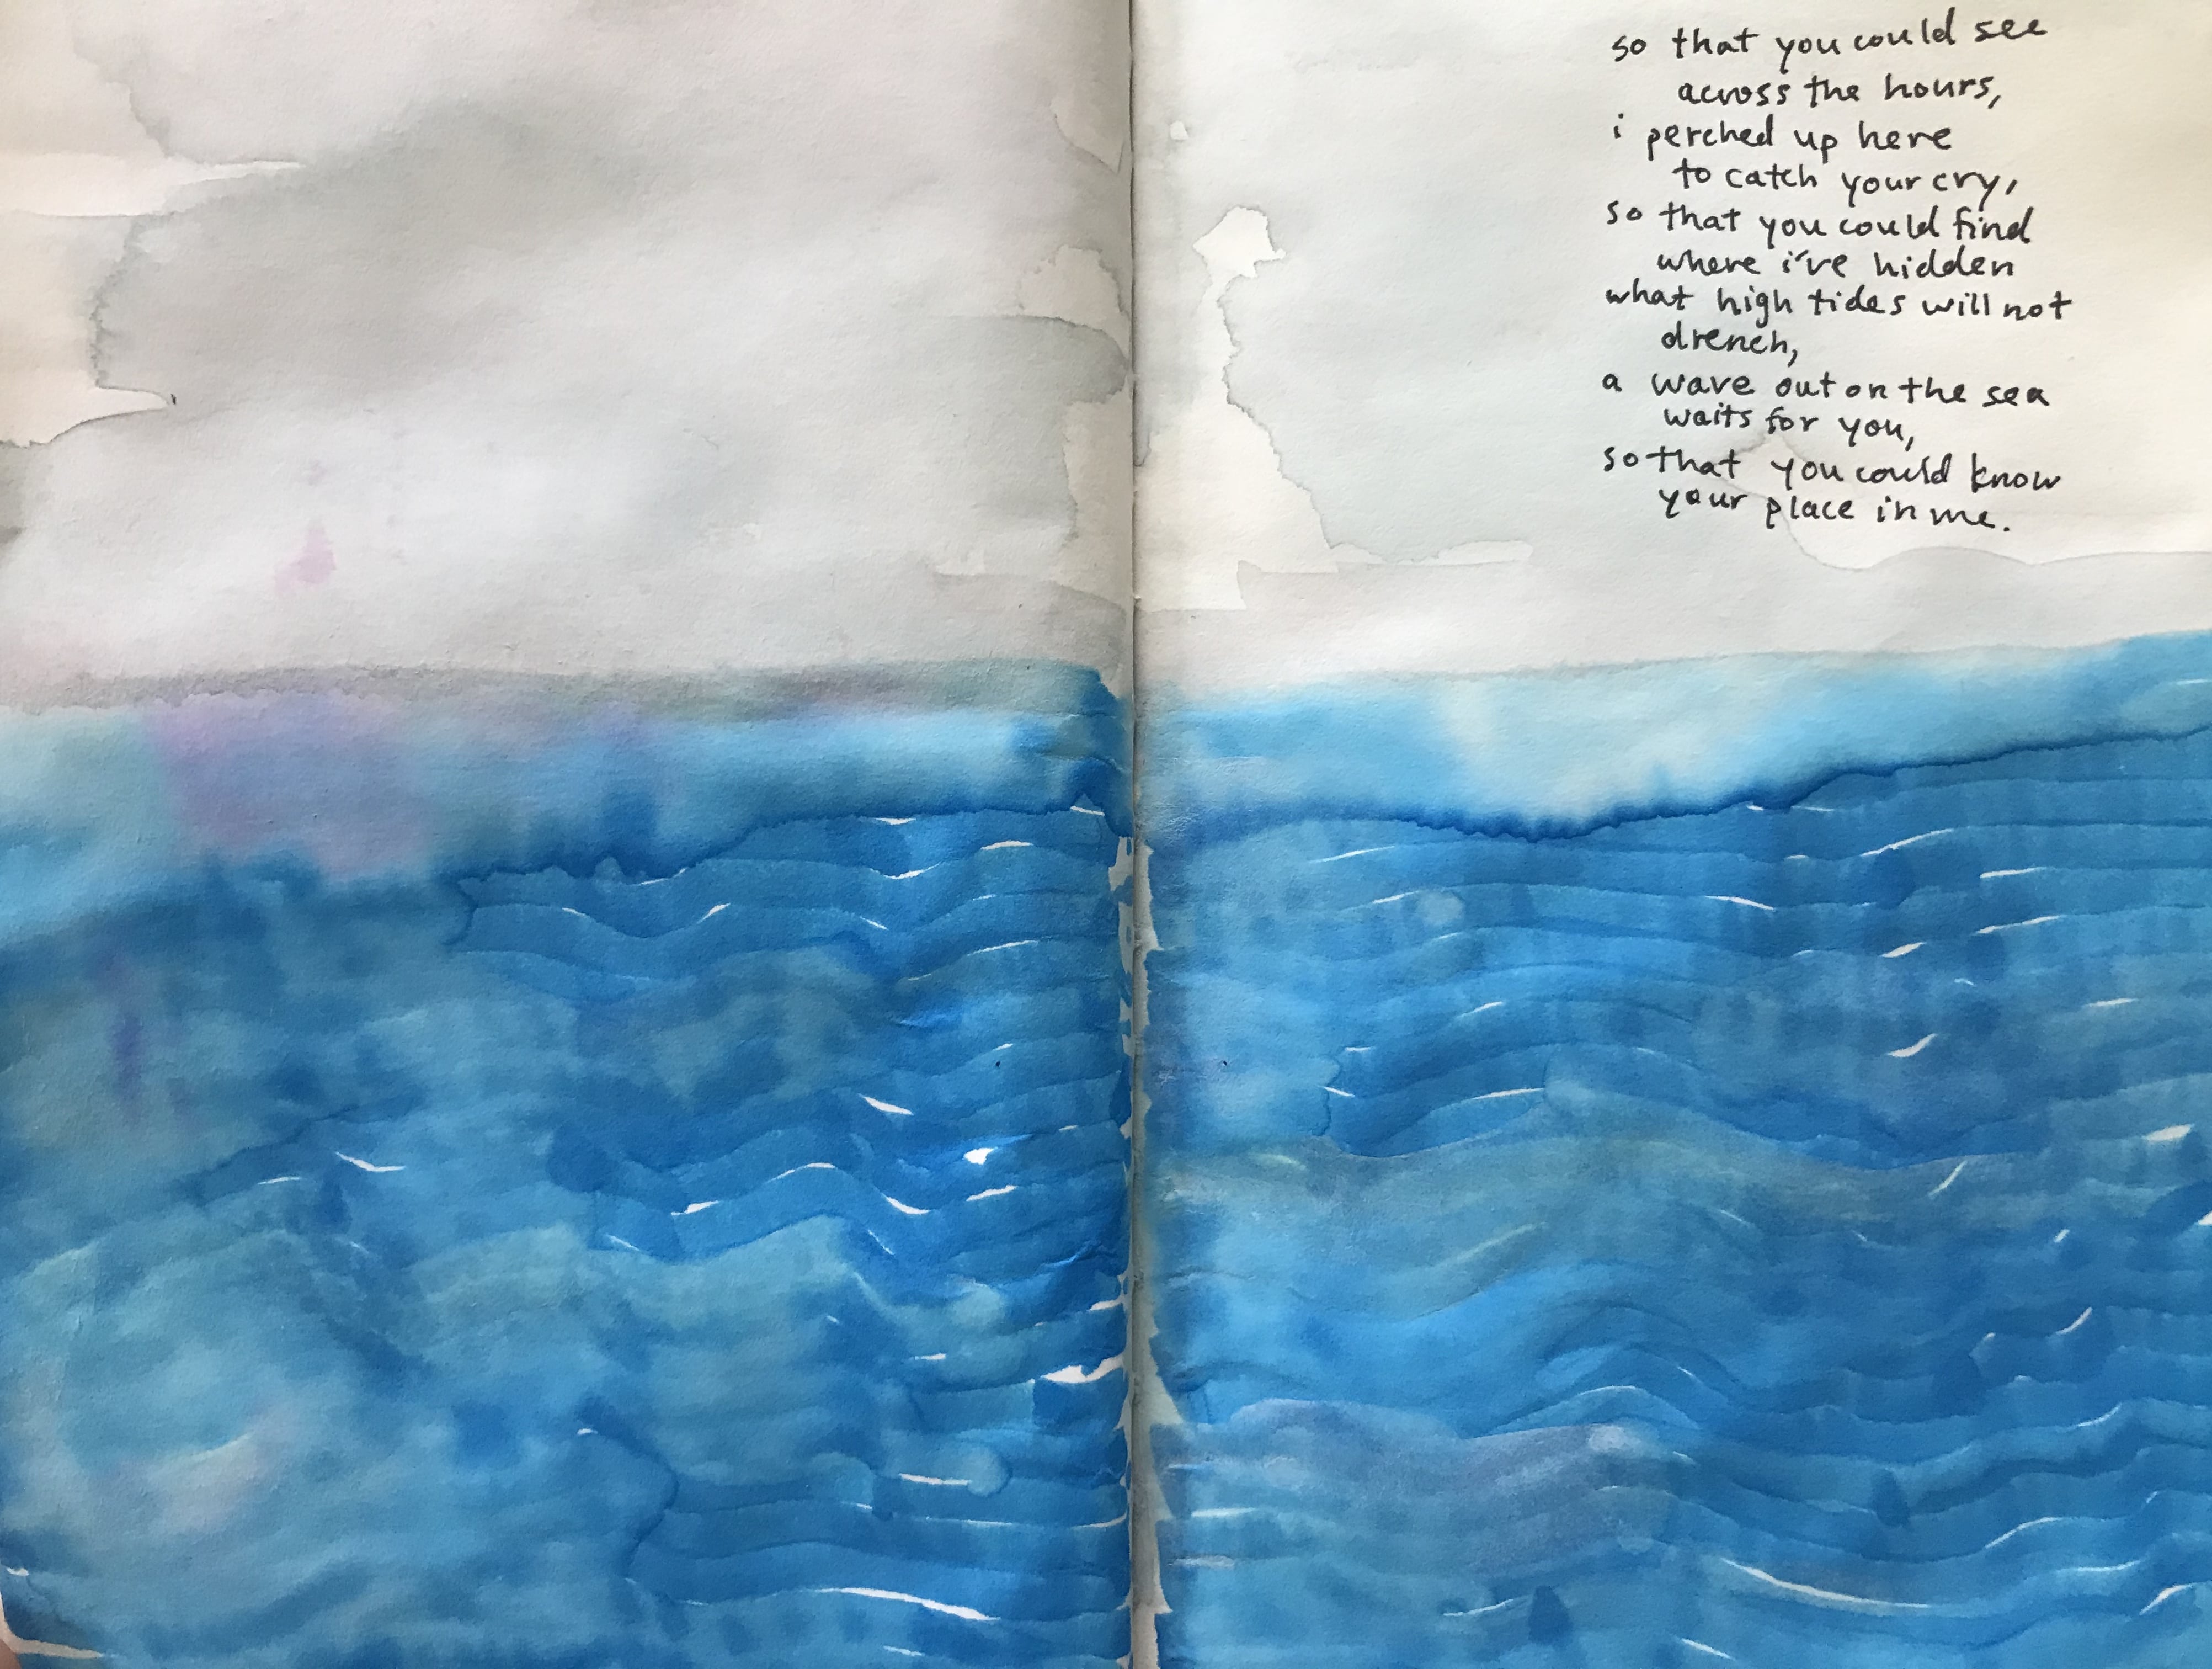 so that you could see
across the hours,
i perched up here
to catch your cry,
so that you could find
where i've hidden
what high tides will not
drench,
a wave out on the sea
waits for you,
so that you could know
your place in me.